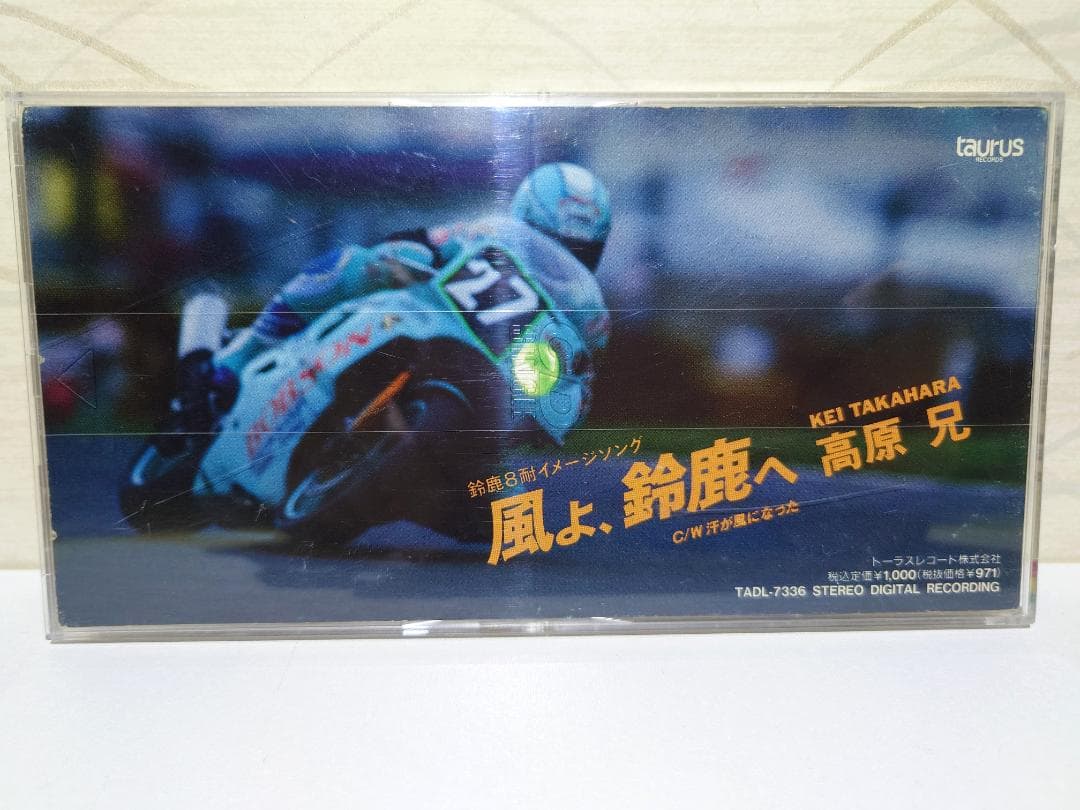 taurus
RECORDS
27
KEI TAKAHARA
高原 兄
鈴鹿8耐イメージソング
風よ、鈴鹿へ
C/W 汗が風になった
トーラスレコード株式会社
税込定価¥1,000(税抜価格¥971)
TADL-7336 STEREO DIGITAL RECORDING